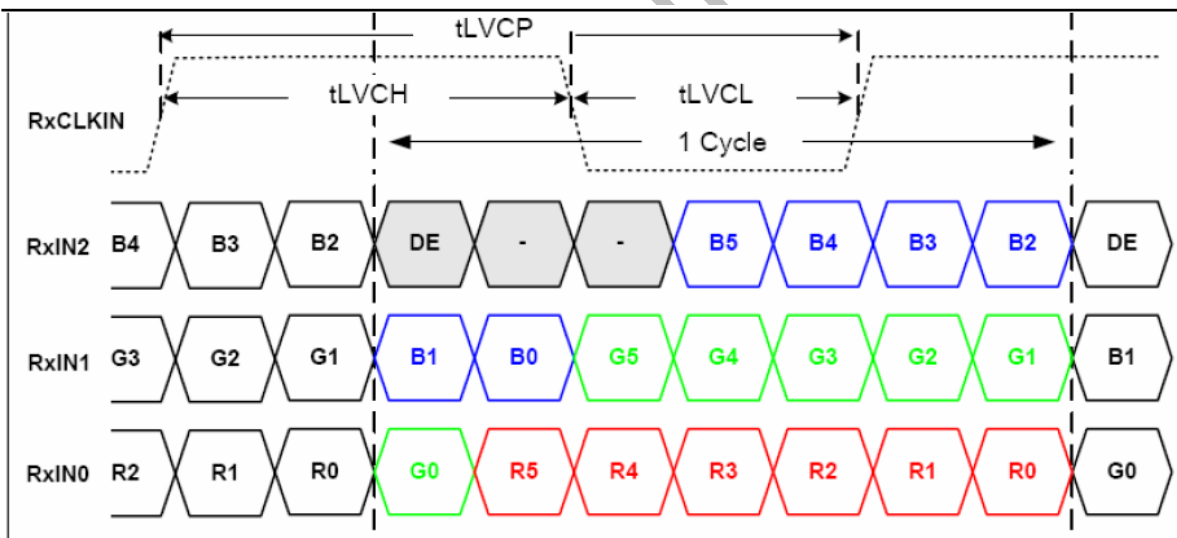 tLVCP
tLVCH tLVCL
RxCLKIN
1 Cycle
RxIN2 B4 B3 B2 DE - - B5 B4 B3 B2 DE
RxIN1 G3 G2 G1 B1 B0 G5 G4 G3 G2 G1 B1
RxIN0 R2 R1 R0 G0 R5 R4 R3 R2 R1 R0 G0